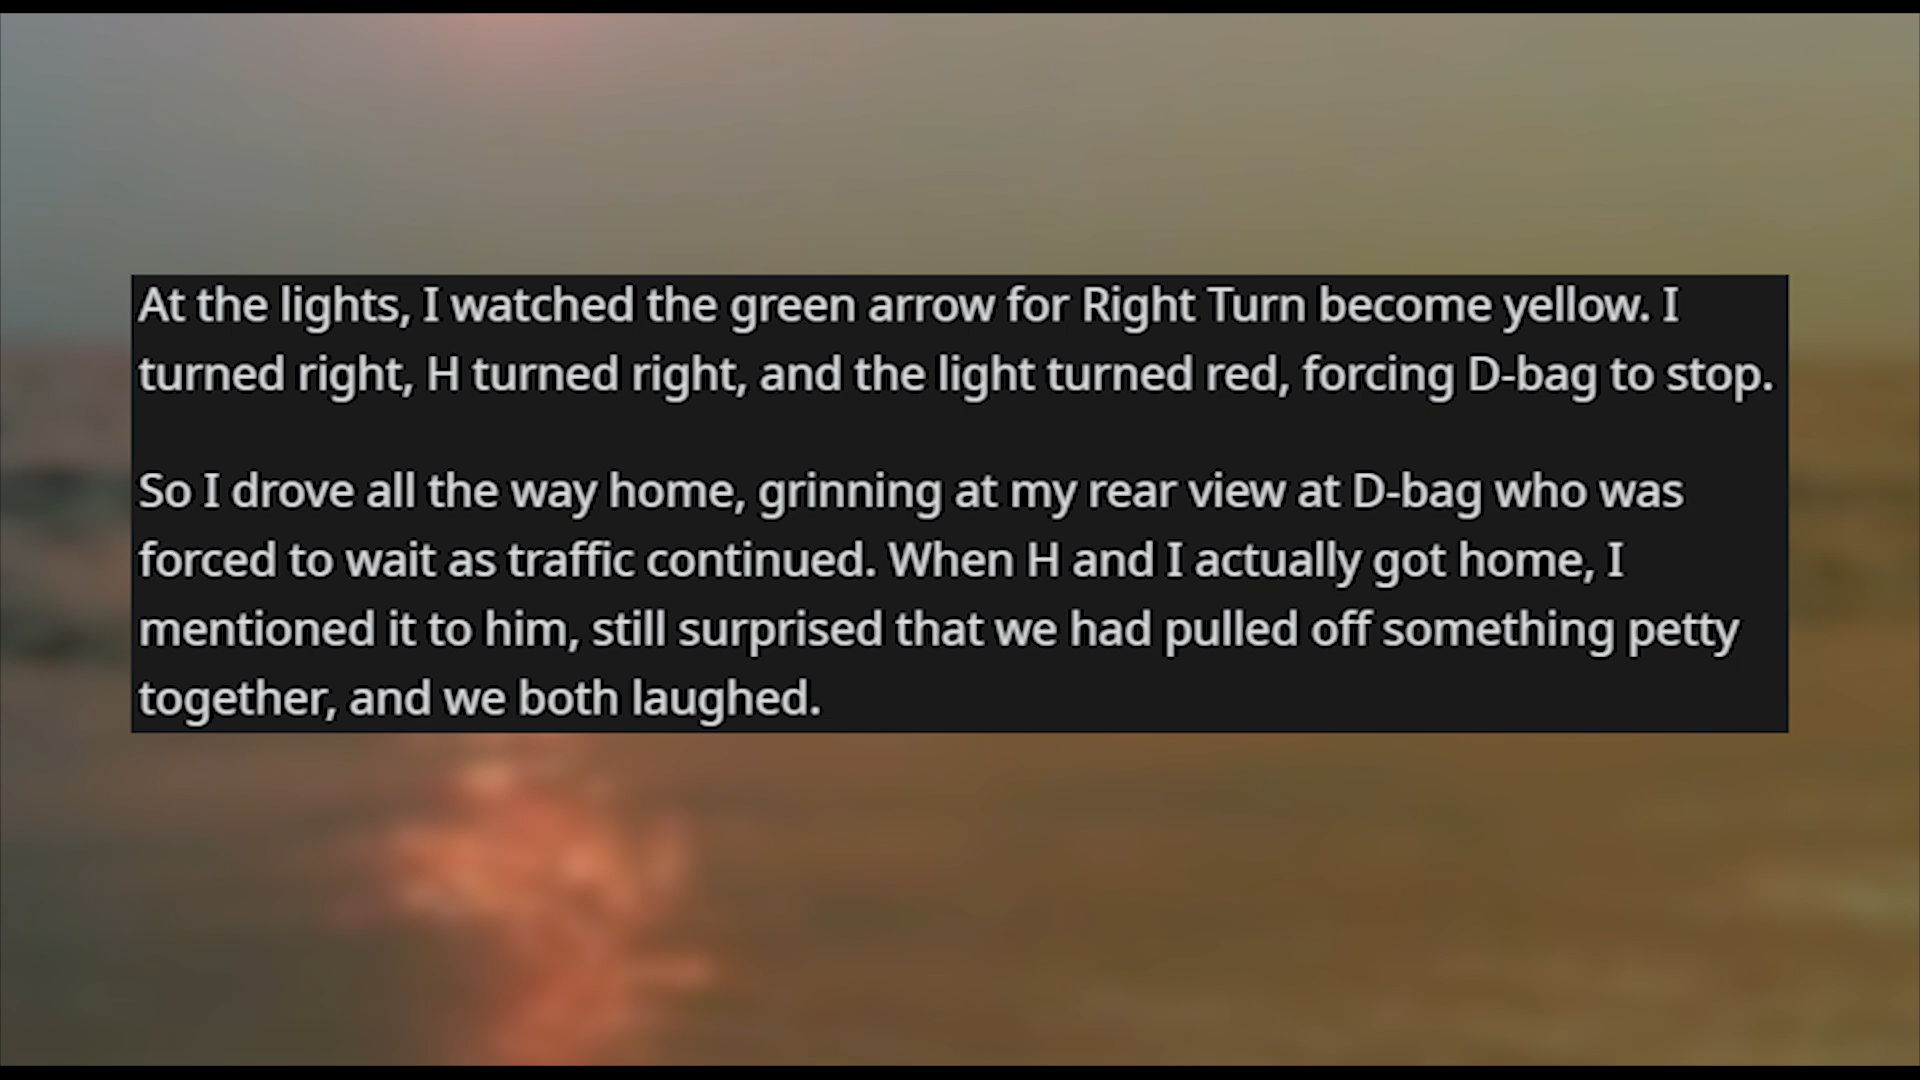 At the lights, I watched the green arrow for Right Turn become yellow. I
turned right, H turned right, and the light turned red, forcing D-bag to stop.
So I drove all the way home, grinning at my rear view at D-bag who was
forced to wait as traffic continued. When H and I actually got home, I
mentioned it to him, still surprised that we had pulled off something petty
together, and we both laughed.